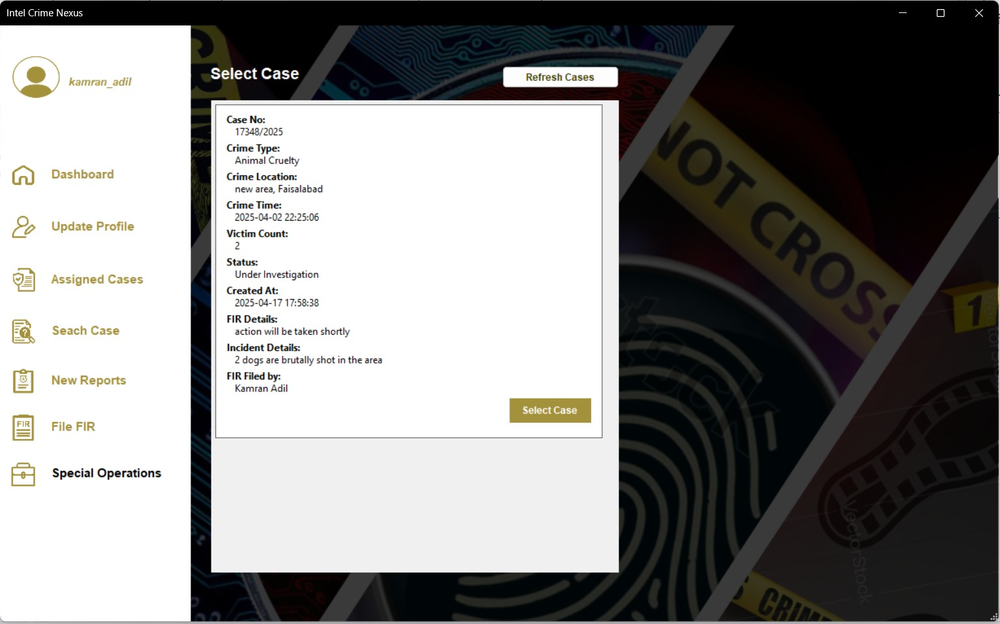 Intel Crime Nexus
kamran_adil
Dashboard
Update Profile
Assigned Cases
Seach Case
New Reports
FIR
File FIR
Special Operations
Select Case
Refresh Cases
Case No:
17348/2025
Crime Type:
Animal Cruelty
Crime Location:
new area, Faisalabad
Crime Time:
2025-04-02 22:25:06
Victim Count:
2
Status:
Under Investigation
Created At:
2025-04-17 17:58:38
FIR Details:
action will be taken shortly
Incident Details:
2 dogs are brutally shot in the area
FIR Filed by:
Kamran Adil
Select Case
NOT CROSS
1
VectorStock
CRIM